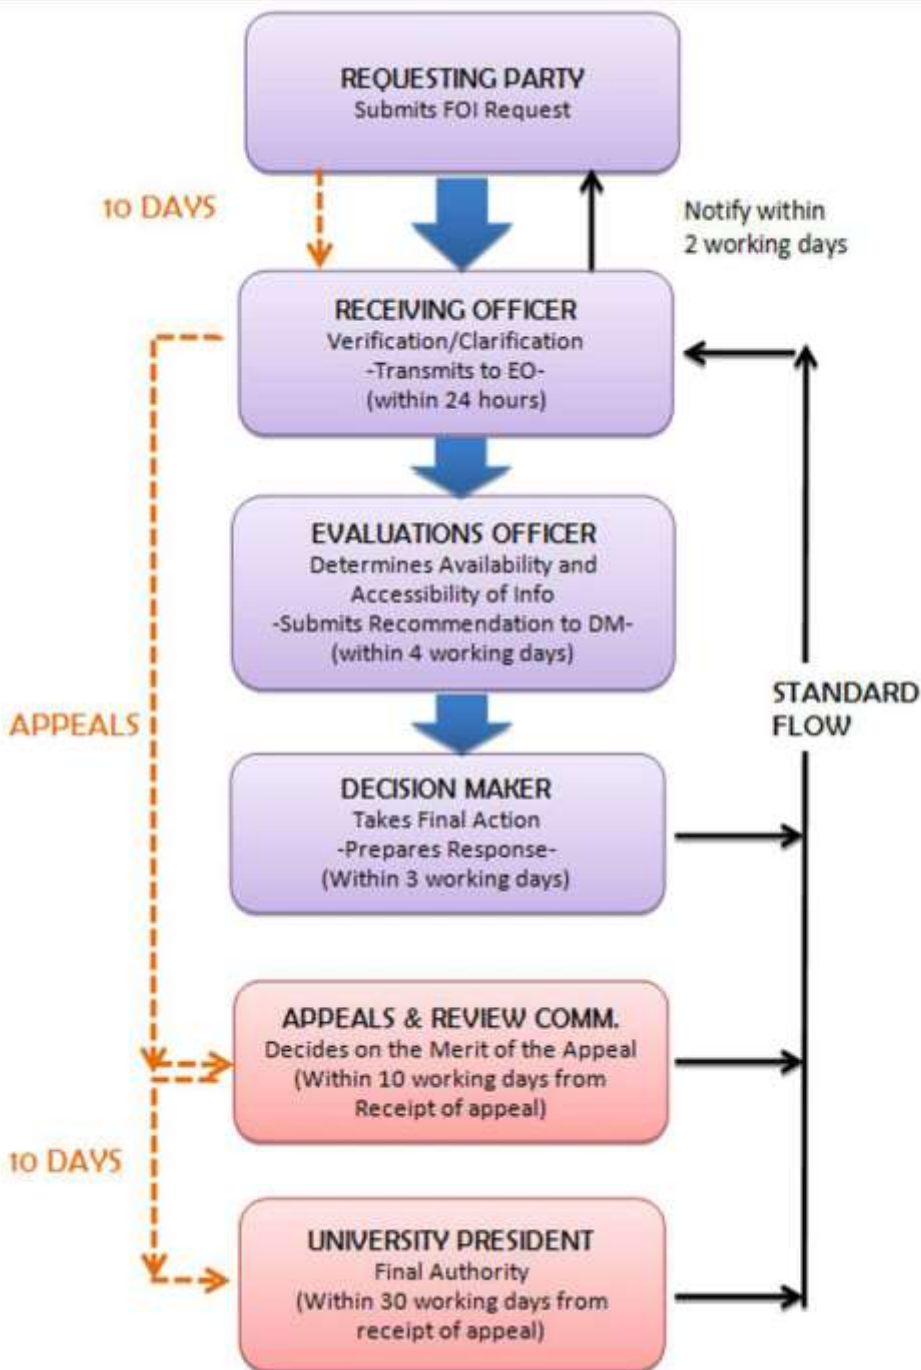 REQUESTING PARTY
Submits FOI Request
10 DAYS
Notify within
2 working days
RECEIVING OFFICER
Verification/Clarification
-Transmits to EO-
(within 24 hours)
EVALUATIONS OFFICER
Determines Availability and
Accessibility of Info
-Submits Recommendation to DM-
(within 4 working days)
APPEALS
STANDARD
FLOW
DECISION MAKER
Takes Final Action
-Prepares Response-
(Within 3 working days)
APPEALS & REVIEW COMM.
Decides on the Merit of the Appeal
(Within 10 working days from
Receipt of appeal)
10 DAYS
UNIVERSITY PRESIDENT
Final Authority
(Within 30 working days from
receipt of appeal)